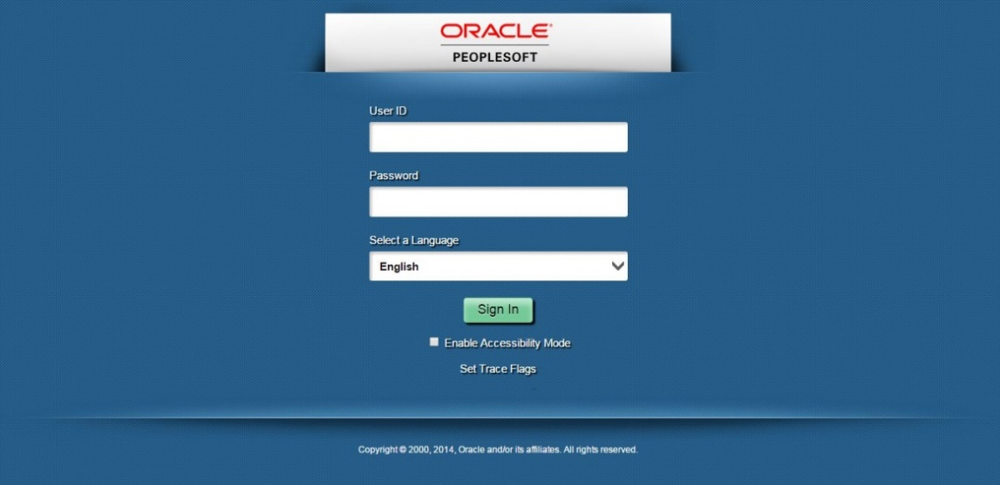 ORACLE®
PEOPLESOFT
User ID
Password
Select a Language
English
Sign In
Enable Accessibility Mode
Set Trace Flags
Copyright © 2000, 2014, Oracle and/or its affiliates. All rights reserved.